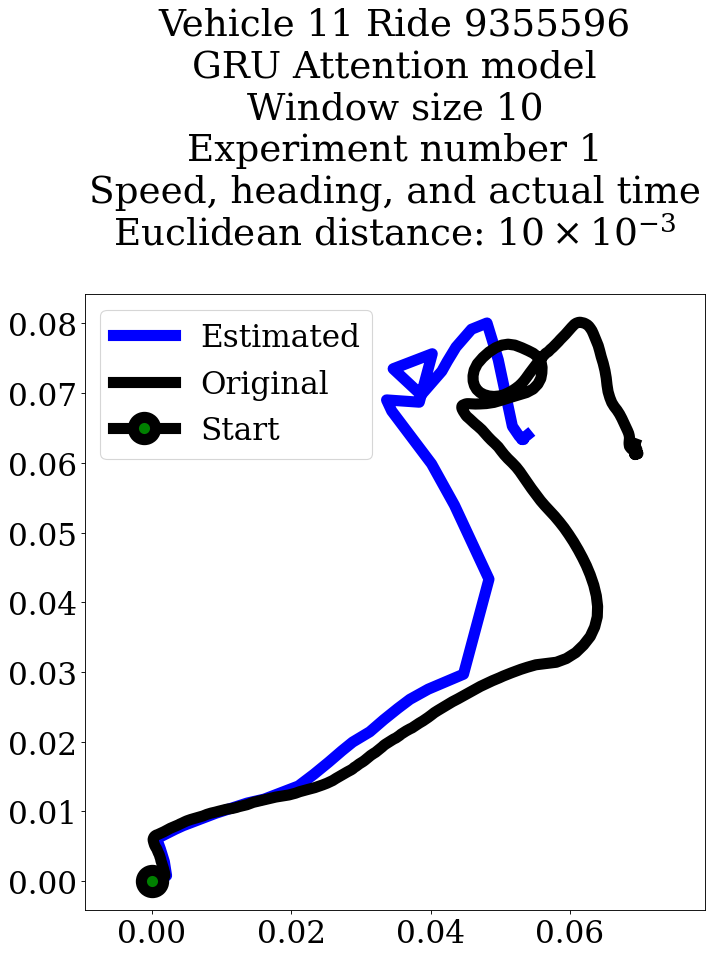 Vehicle 11 Ride 9355596
GRU Attention model
Window size 10
Experiment number 1
Speed, heading, and actual time
Euclidean distance: 10 × 10⁻³
Estimated
Original
Start
0.08
0.07
0.06
0.05
0.04
0.03
0.02
0.01
0.00
0.00 0.02 0.04 0.06